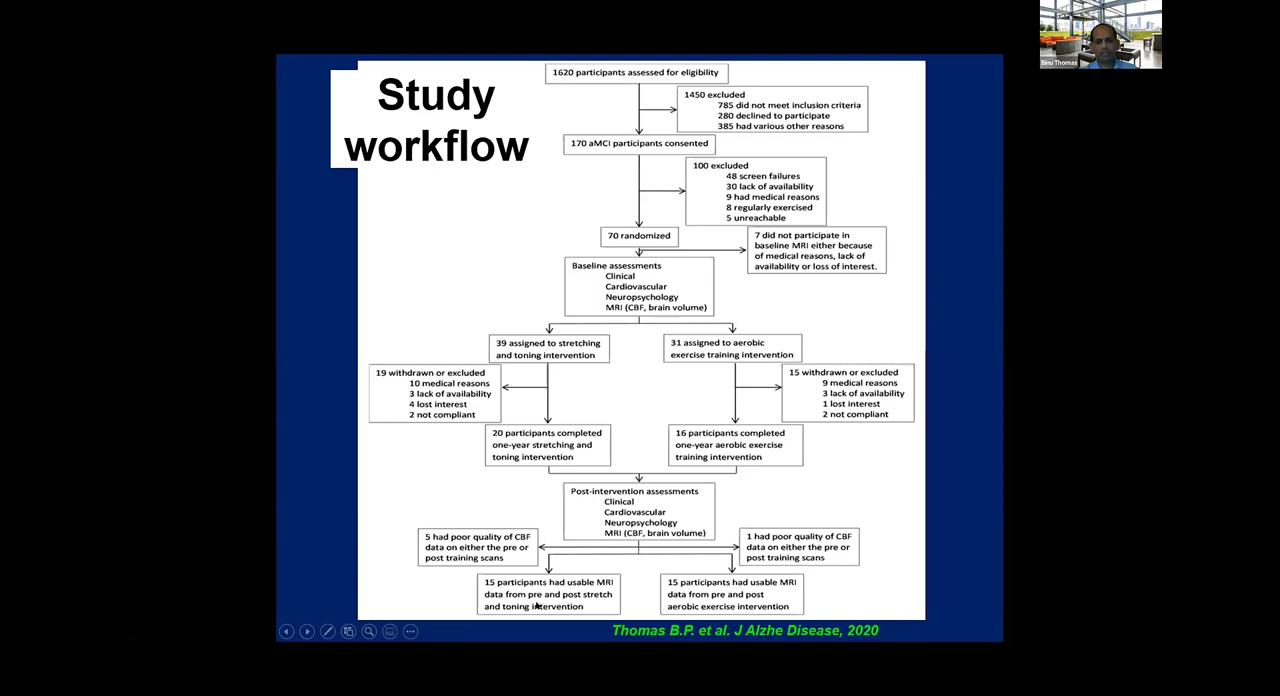 Binu Thomas
Study
workflow
1620 participants assessed for eligibility
1450 excluded
785 did not meet inclusion criteria
280 declined to participate
385 had various other reasons
170 aMCI participants consented
100 excluded
48 screen failures
30 lack of availability
9 had medical reasons
8 regularly exercised
5 unreachable
70 randomized
7 did not participate in
baseline MRI either because
of medical reasons, lack of
availability or loss of interest.
Baseline assessments
Clinical
Cardiovascular
Neuropsychology
MRI (CBF, brain volume)
39 assigned to stretching
and toning intervention
31 assigned to aerobic
exercise training intervention
19 withdrawn or excluded
10 medical reasons
3 lack of availability
4 lost interest
2 not compliant
15 withdrawn or excluded
9 medical reasons
3 lack of availability
1 lost interest
2 not compliant
20 participants completed
one-year stretching and
toning intervention
16 participants completed
one-year aerobic exercise
training intervention
Post-intervention assessments
Clinical
Cardiovascular
Neuropsychology
MRI (CBF, brain volume)
5 had poor quality of CBF
data on either the pre or
post training scans
1 had poor quality of CBF
data on either the pre or
post training scans
15 participants had usable MRI
data from pre and post stretch
and toning intervention
15 participants had usable MRI
data from pre and post
aerobic exercise intervention
Thomas B.P. et al. J Alzhe Disease, 2020